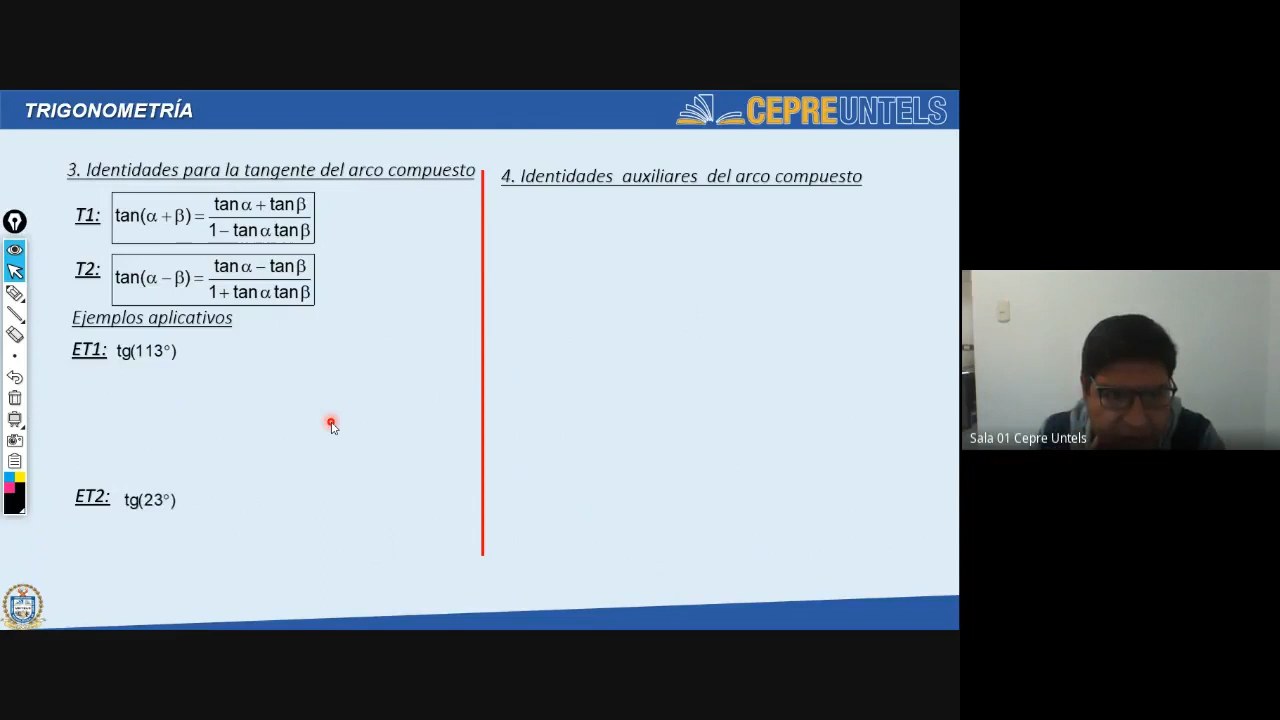 TRIGONOMETRÍA
CEPREUNTELS
3. Identidades para la tangente del arco compuesto
T1: tan(α + β) = (tan α + tan β) / (1 − tan α tan β)
T2: tan(α − β) = (tan α − tan β) / (1 + tan α tan β)
Ejemplos aplicativos
ET1: tg(113°)
ET2: tg(23°)
4. Identidades auxiliares del arco compuesto
Sala 01 Cepre Untels